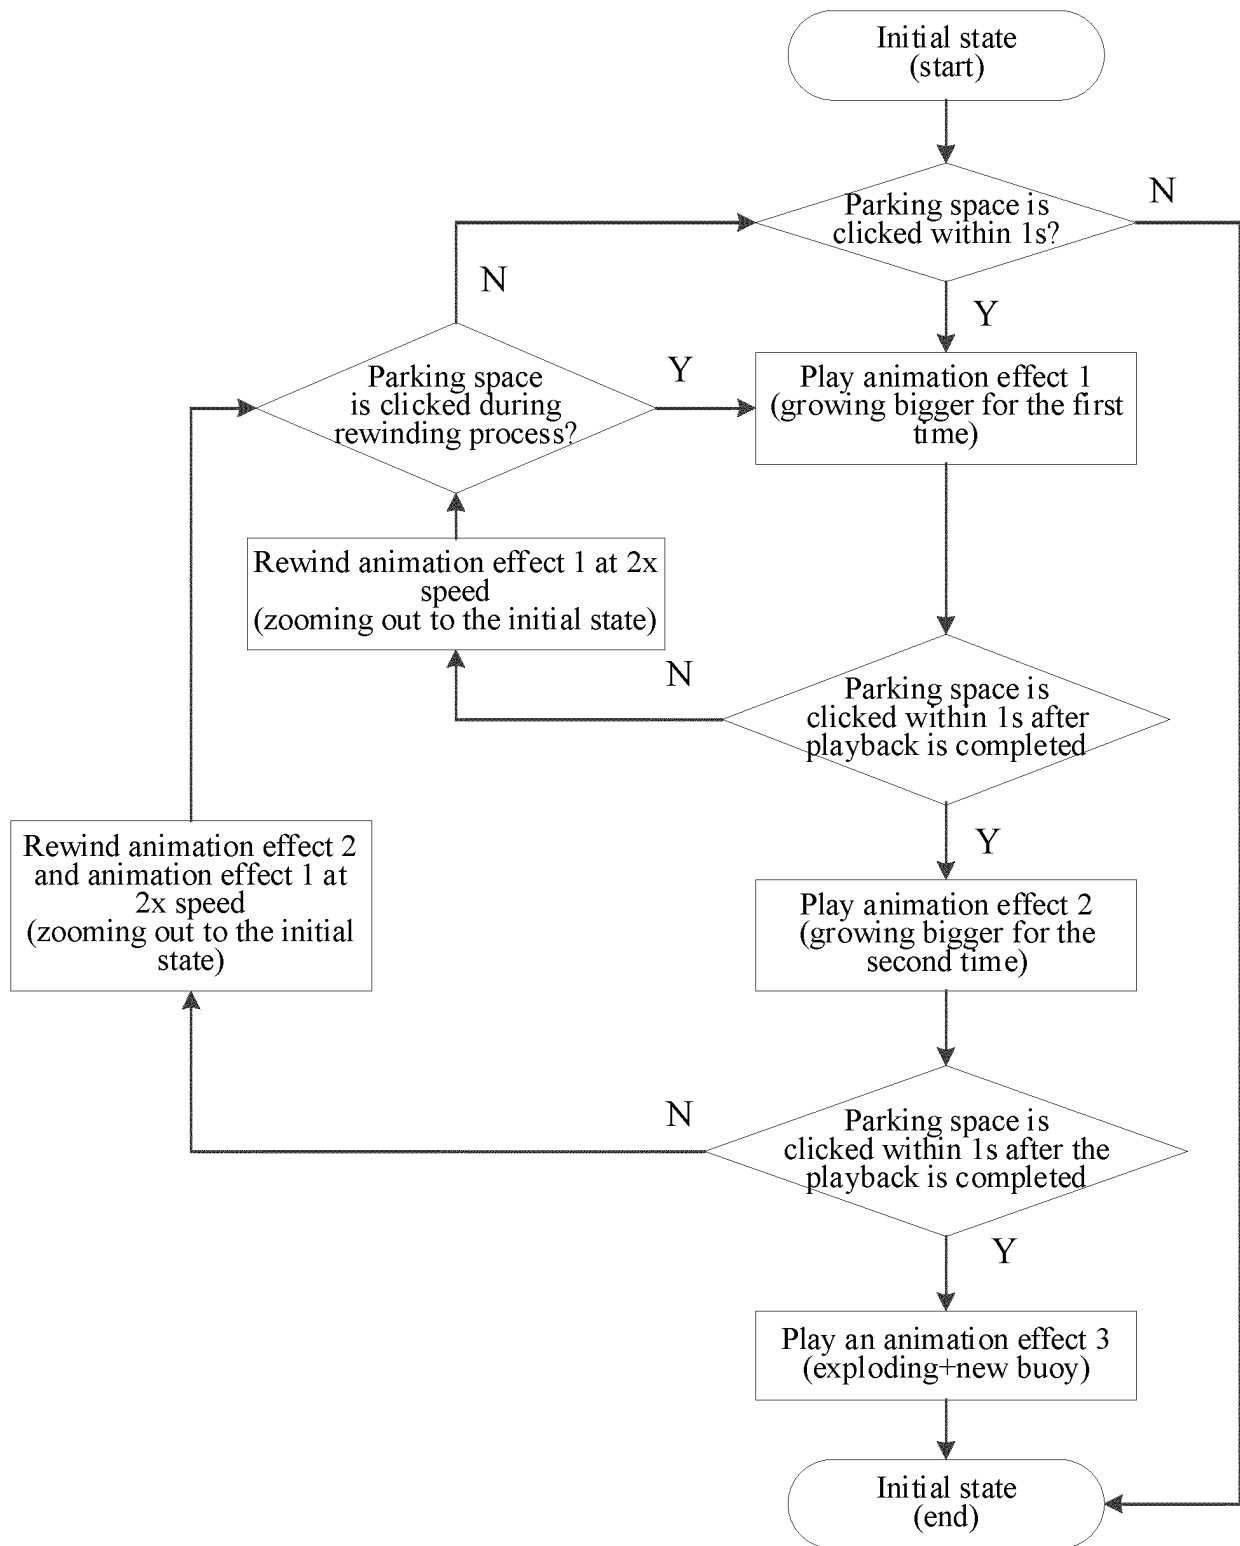 Initial state
(start)
Parking space is
clicked within 1s?
N
N
Y
Parking space
is clicked during
rewinding process?
Y
Play animation effect 1
(growing bigger for the first
time)
Rewind animation effect 1 at 2x
speed
(zooming out to the initial state)
N
Parking space is
clicked within 1s after
playback is completed
Y
Rewind animation effect 2
and animation effect 1 at
2x speed
(zooming out to the initial
state)
Play animation effect 2
(growing bigger for the
second time)
N
Parking space is
clicked within 1s after the
playback is completed
Y
Play an animation effect 3
(exploding+new buoy)
Initial state
(end)